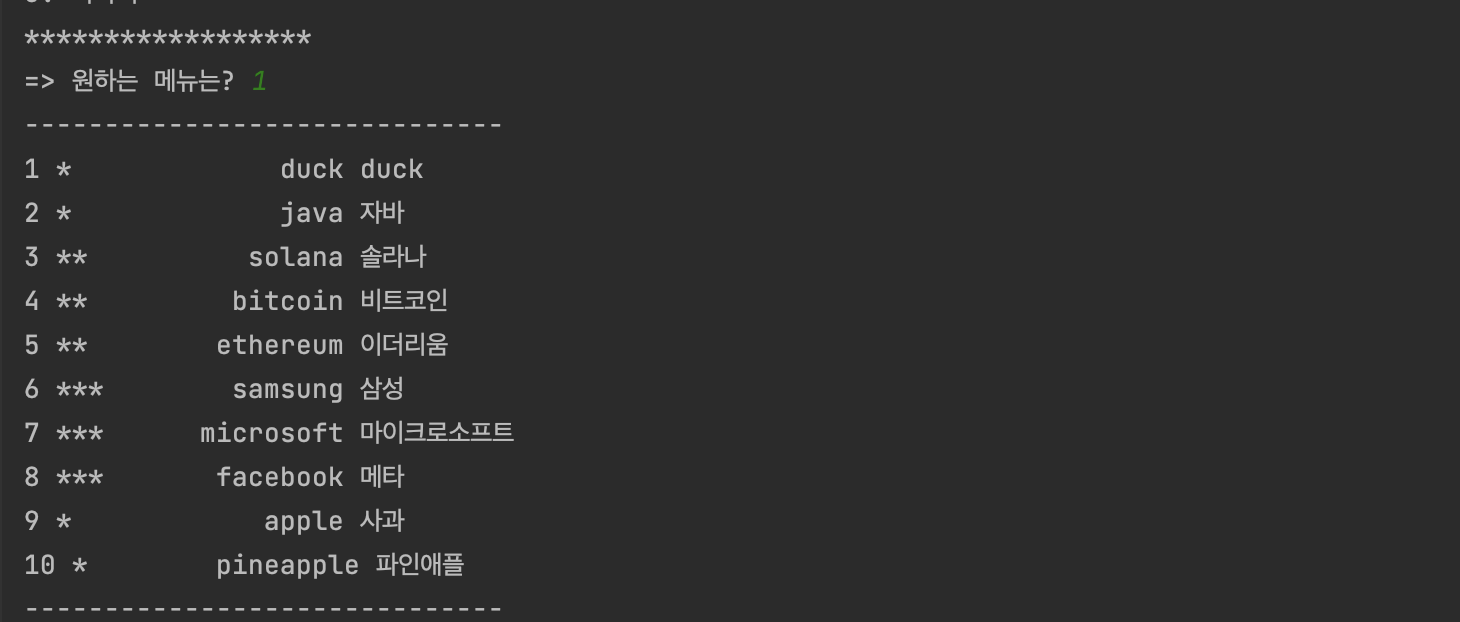 ******************
=> 원하는 메뉴는? 1
------------------------------
1 *             duck duck
2 *             java 자바
3 **          solana 솔라나
4 **         bitcoin 비트코인
5 **        ethereum 이더리움
6 ***        samsung 삼성
7 ***      microsoft 마이크로소프트
8 ***       facebook 메타
9 *            apple 사과
10 *        pineapple 파인애플
------------------------------